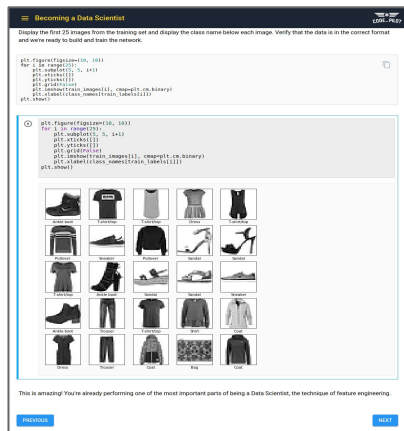 Becoming a Data Scientist
CODE_PILOT
Display the first 25 images from the training set and display the class name below each image. Verify that the data is in the correct format
and we're ready to build and train the network.
plt.figure(figsize=(10, 10))
for i in range(25):
    plt.subplot(5, 5, i+1)
    plt.xticks([])
    plt.yticks([])
    plt.grid(False)
    plt.imshow(train_images[i], cmap=plt.cm.binary)
    plt.xlabel(class_names[train_labels[i]])
plt.show()
plt.figure(figsize=(10, 10))
for i in range(25):
    plt.subplot(5, 5, i+1)
    plt.xticks([])
    plt.yticks([])
    plt.grid(False)
    plt.imshow(train_images[i], cmap=plt.cm.binary)
    plt.xlabel(class_names[train_labels[i]])
plt.show()
Ankle boot T-shirt/top T-shirt/top Dress T-shirt/top
Pullover Sneaker Pullover Sandal Sandal
T-shirt/top Ankle boot Sandal Sandal Sneaker
Ankle boot Trouser T-shirt/top Shirt Coat
Dress Trouser Coat Bag Coat
This is amazing! You're already performing one of the most important parts of being a Data Scientist, the technique of feature engineering.
PREVIOUS NEXT